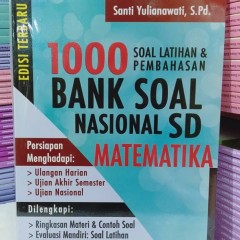 Santi Yulianawati, S.Pd.
EDISI TERBARU
1000 SOAL LATIHAN &
PEMBAHASAN
BANK SOAL
NASIONAL SD
MATEMATIKA
Persiapan
Menghadapi:
> Ulangan Harian
> Ujian Akhir Semester
> Ujian Nasional
Dilengkapi:
> Ringkasan Materi & Contoh Soal
> Evaluasi Mandiri: Soal Latihan